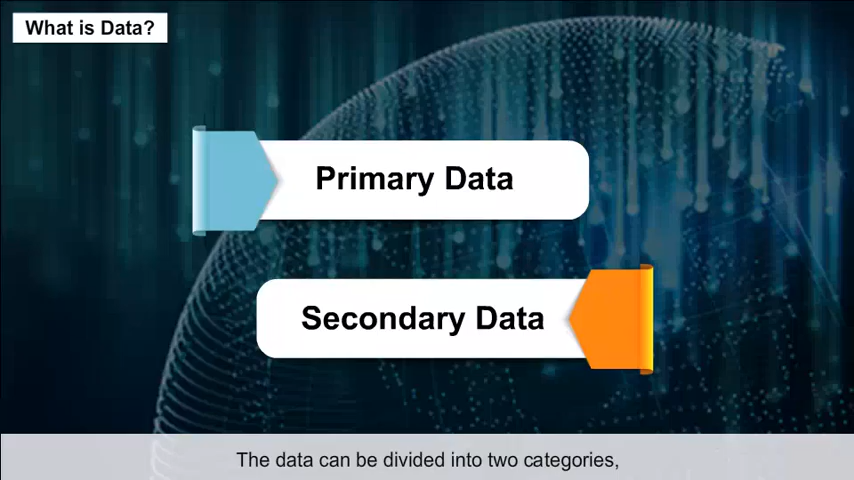 What is Data?
Primary Data
Secondary Data
The data can be divided into two categories,